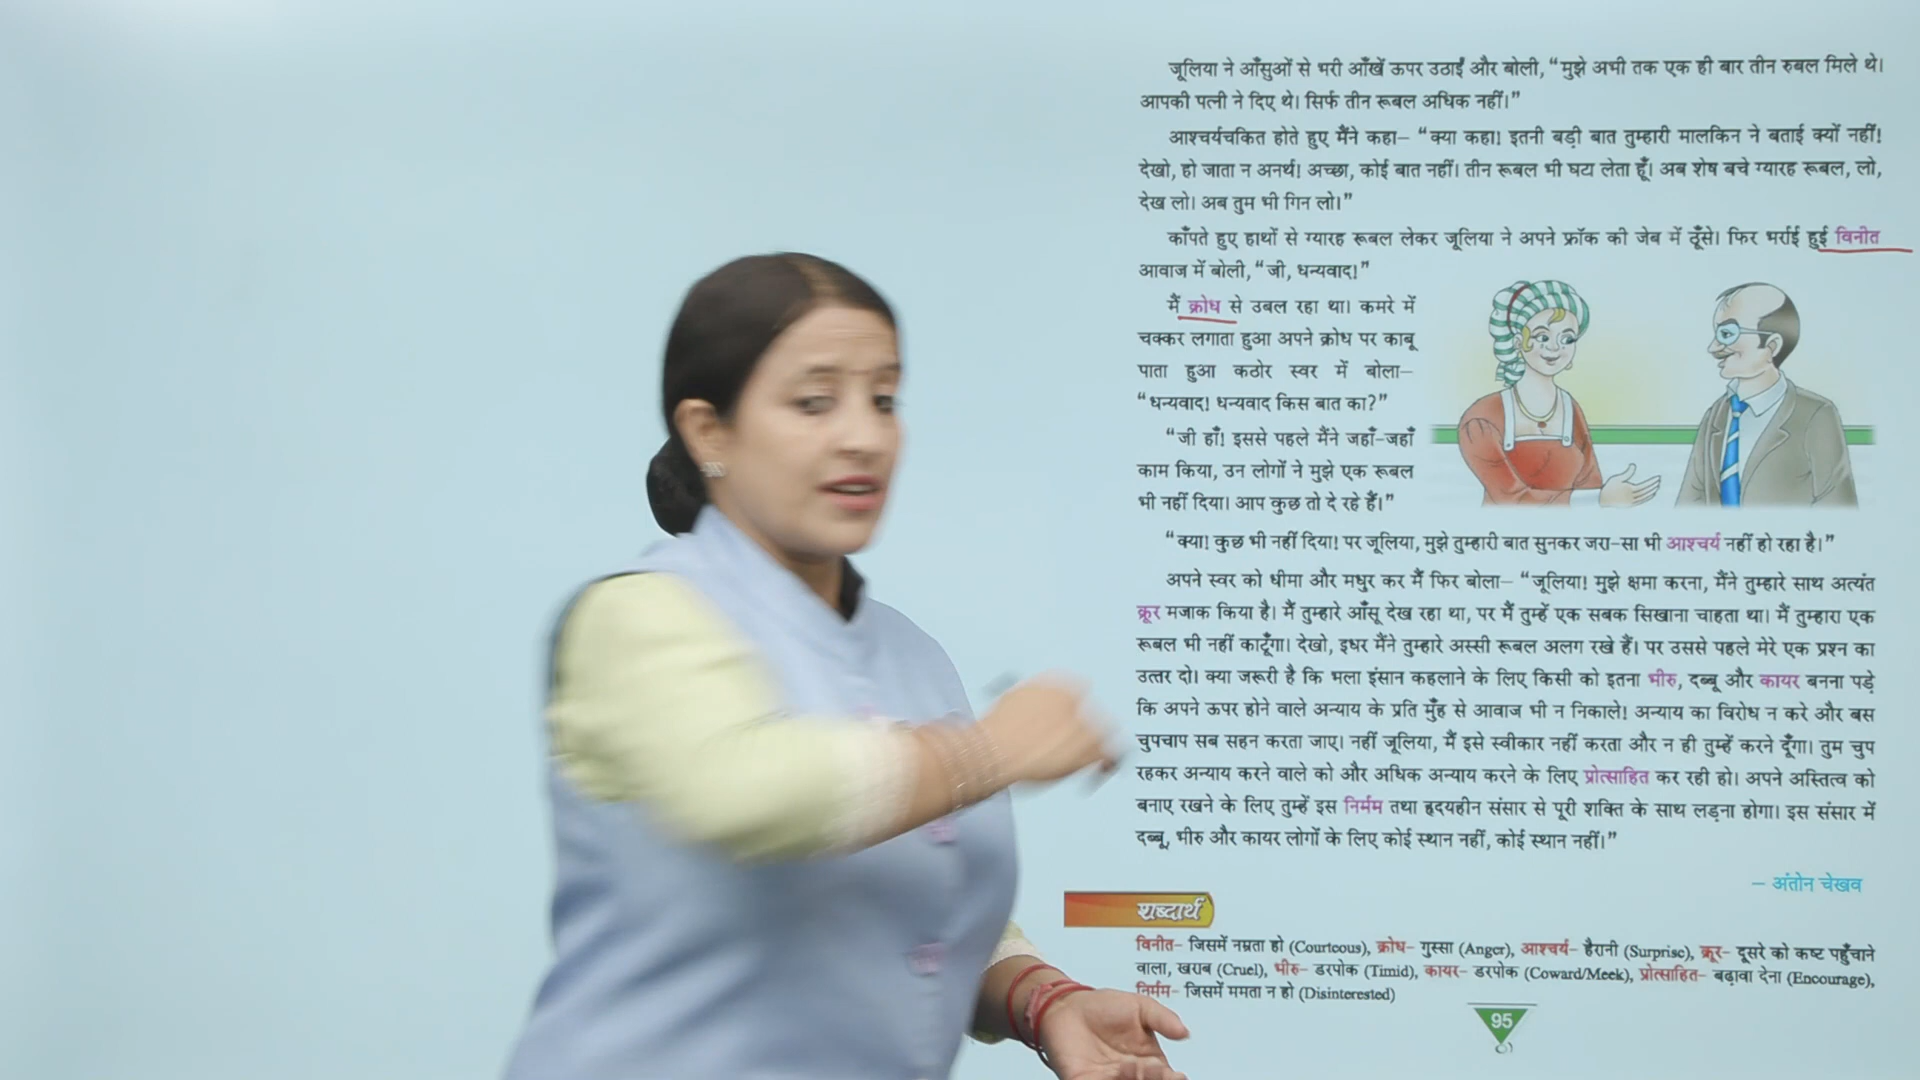 जूलिया ने आँसुओं से भरी आँखें ऊपर उठाईं और बोली, “मुझे अभी तक एक ही बार तीन रुबल मिले थे।
आपकी पत्नी ने दिए थे। सिर्फ तीन रूबल अधिक नहीं।”
आश्चर्यचकित होते हुए मैंने कहा– “क्या कहा! इतनी बड़ी बात तुम्हारी मालकिन ने बताई क्यों नहीं!
देखो, हो जाता न अनर्थ! अच्छा, कोई बात नहीं। तीन रूबल भी घटा लेता हूँ। अब शेष बचे ग्यारह रूबल, लो,
देख लो। अब तुम भी गिन लो।”
काँपते हुए हाथों से ग्यारह रूबल लेकर जूलिया ने अपने फ्रॉक की जेब में ठूँसे। फिर भर्राई हुई विनीत
आवाज में बोली, “जी, धन्यवाद!”
मैं क्रोध से उबल रहा था। कमरे में
चक्कर लगाता हुआ अपने क्रोध पर काबू
पाता हुआ कठोर स्वर में बोला–
“धन्यवाद! धन्यवाद किस बात का?”
“जी हाँ! इससे पहले मैंने जहाँ-जहाँ
काम किया, उन लोगों ने मुझे एक रूबल
भी नहीं दिया। आप कुछ तो दे रहे हैं।”
“क्या! कुछ भी नहीं दिया! पर जूलिया, मुझे तुम्हारी बात सुनकर जरा-सा भी आश्चर्य नहीं हो रहा है।”
अपने स्वर को धीमा और मधुर कर मैं फिर बोला– “जूलिया! मुझे क्षमा करना, मैंने तुम्हारे साथ अत्यंत
क्रूर मजाक किया है। मैं तुम्हारे आँसू देख रहा था, पर मैं तुम्हें एक सबक सिखाना चाहता था। मैं तुम्हारा एक
रूबल भी नहीं काटूँगा। देखो, इधर मैंने तुम्हारे अस्सी रूबल अलग रखे हैं। पर उससे पहले मेरे एक प्रश्न का
उत्तर दो। क्या जरूरी है कि भला इंसान कहलाने के लिए किसी को इतना भीरु, दब्बू और कायर बनना पड़े
कि अपने ऊपर होने वाले अन्याय के प्रति मुँह से आवाज भी न निकाले! अन्याय का विरोध न करे और बस
चुपचाप सब सहन करता जाए। नहीं जूलिया, मैं इसे स्वीकार नहीं करता और न ही तुम्हें करने दूँगा। तुम चुप
रहकर अन्याय करने वाले को और अधिक अन्याय करने के लिए प्रोत्साहित कर रही हो। अपने अस्तित्व को
बनाए रखने के लिए तुम्हें इस निर्मम तथा हृदयहीन संसार से पूरी शक्ति के साथ लड़ना होगा। इस संसार में
दब्बू, भीरु और कायर लोगों के लिए कोई स्थान नहीं, कोई स्थान नहीं।”
– अंतोन चेखव
शब्दार्थ
विनीत– जिसमें नम्रता हो (Courteous), क्रोध– गुस्सा (Anger), आश्चर्य– हैरानी (Surprise), क्रूर– दूसरे को कष्ट पहुँचाने
वाला, खराब (Cruel), भीरु– डरपोक (Timid), कायर– डरपोक (Coward/Meek), प्रोत्साहित– बढ़ावा देना (Encourage),
निर्मम– जिसमें ममता न हो (Disinterested)
95